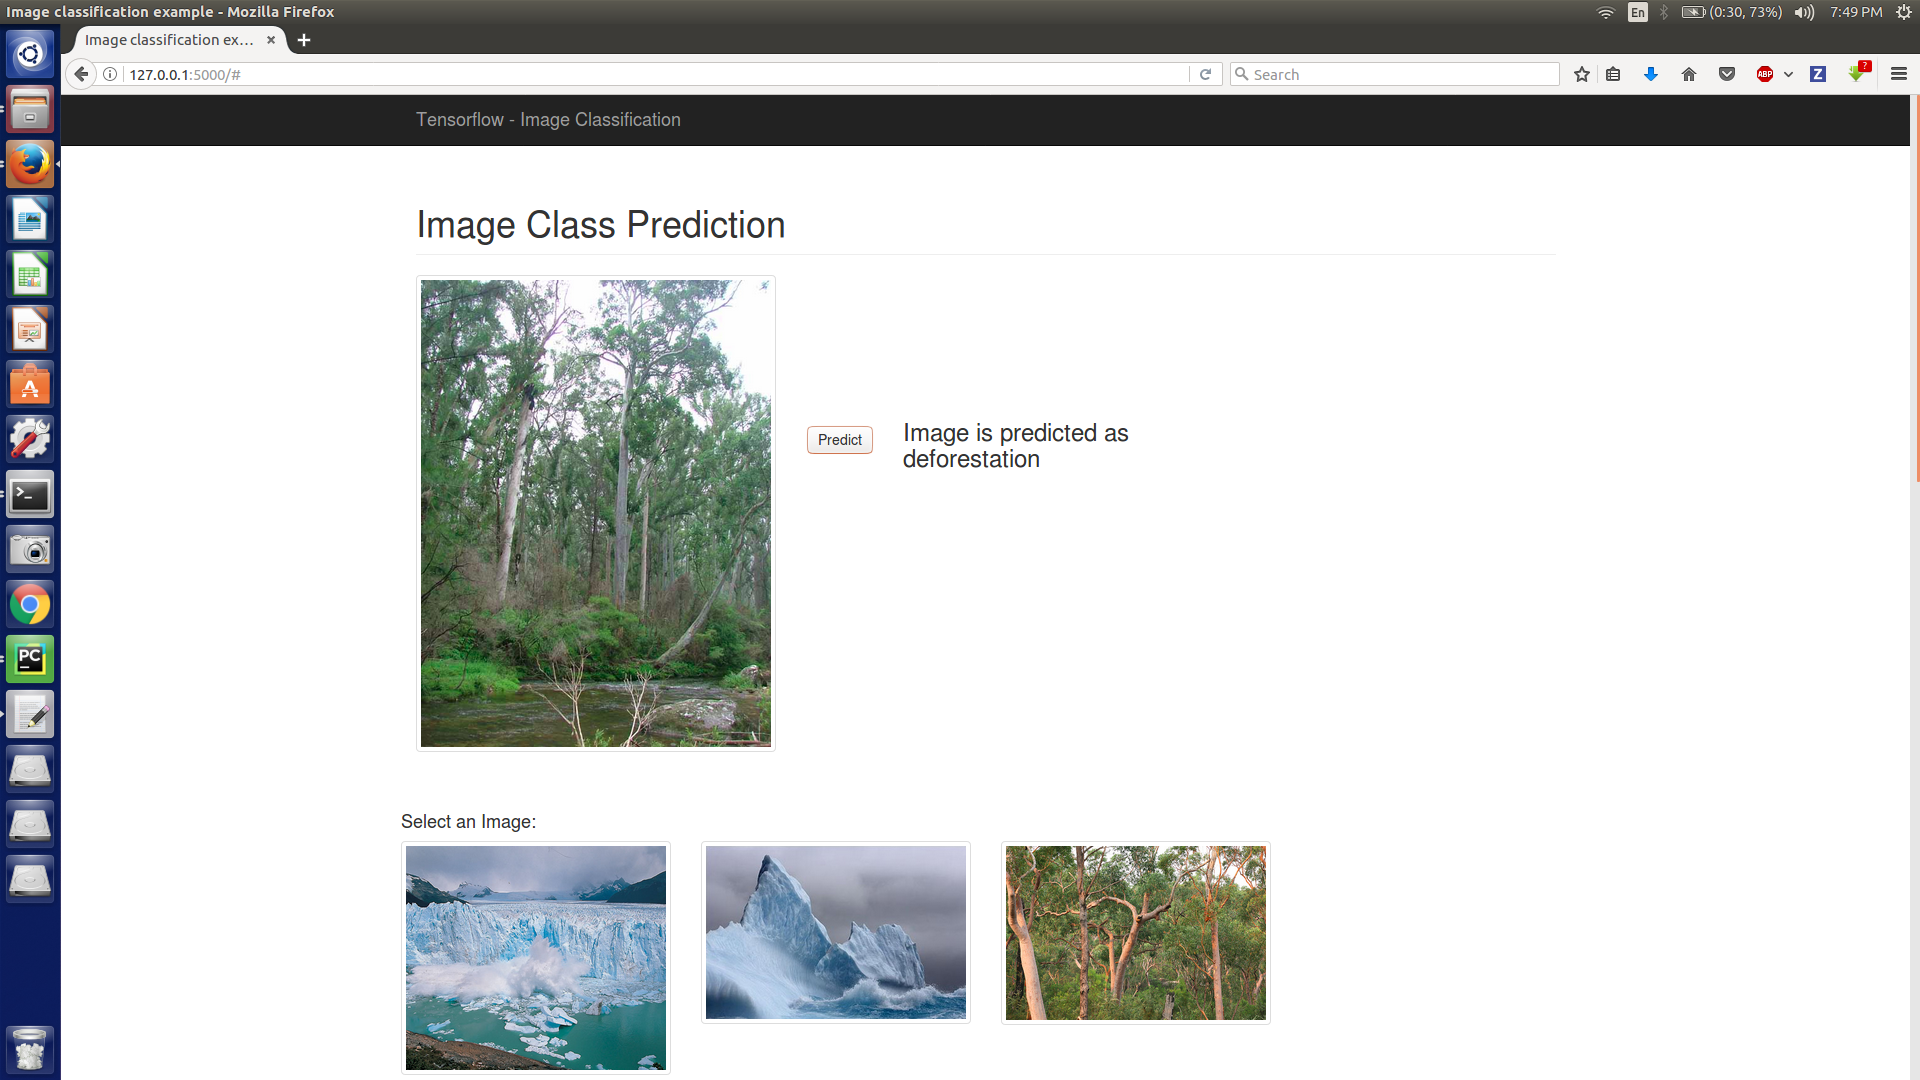 Image classification example - Mozilla Firefox
En
(0:30, 73%)
7:49 PM
Image classification ex...
127.0.0.1:5000/#
Search
ABP
Z
?
Tensorflow - Image Classification
Image Class Prediction
Predict
Image is predicted as
deforestation
Select an Image:
A
>_
PC